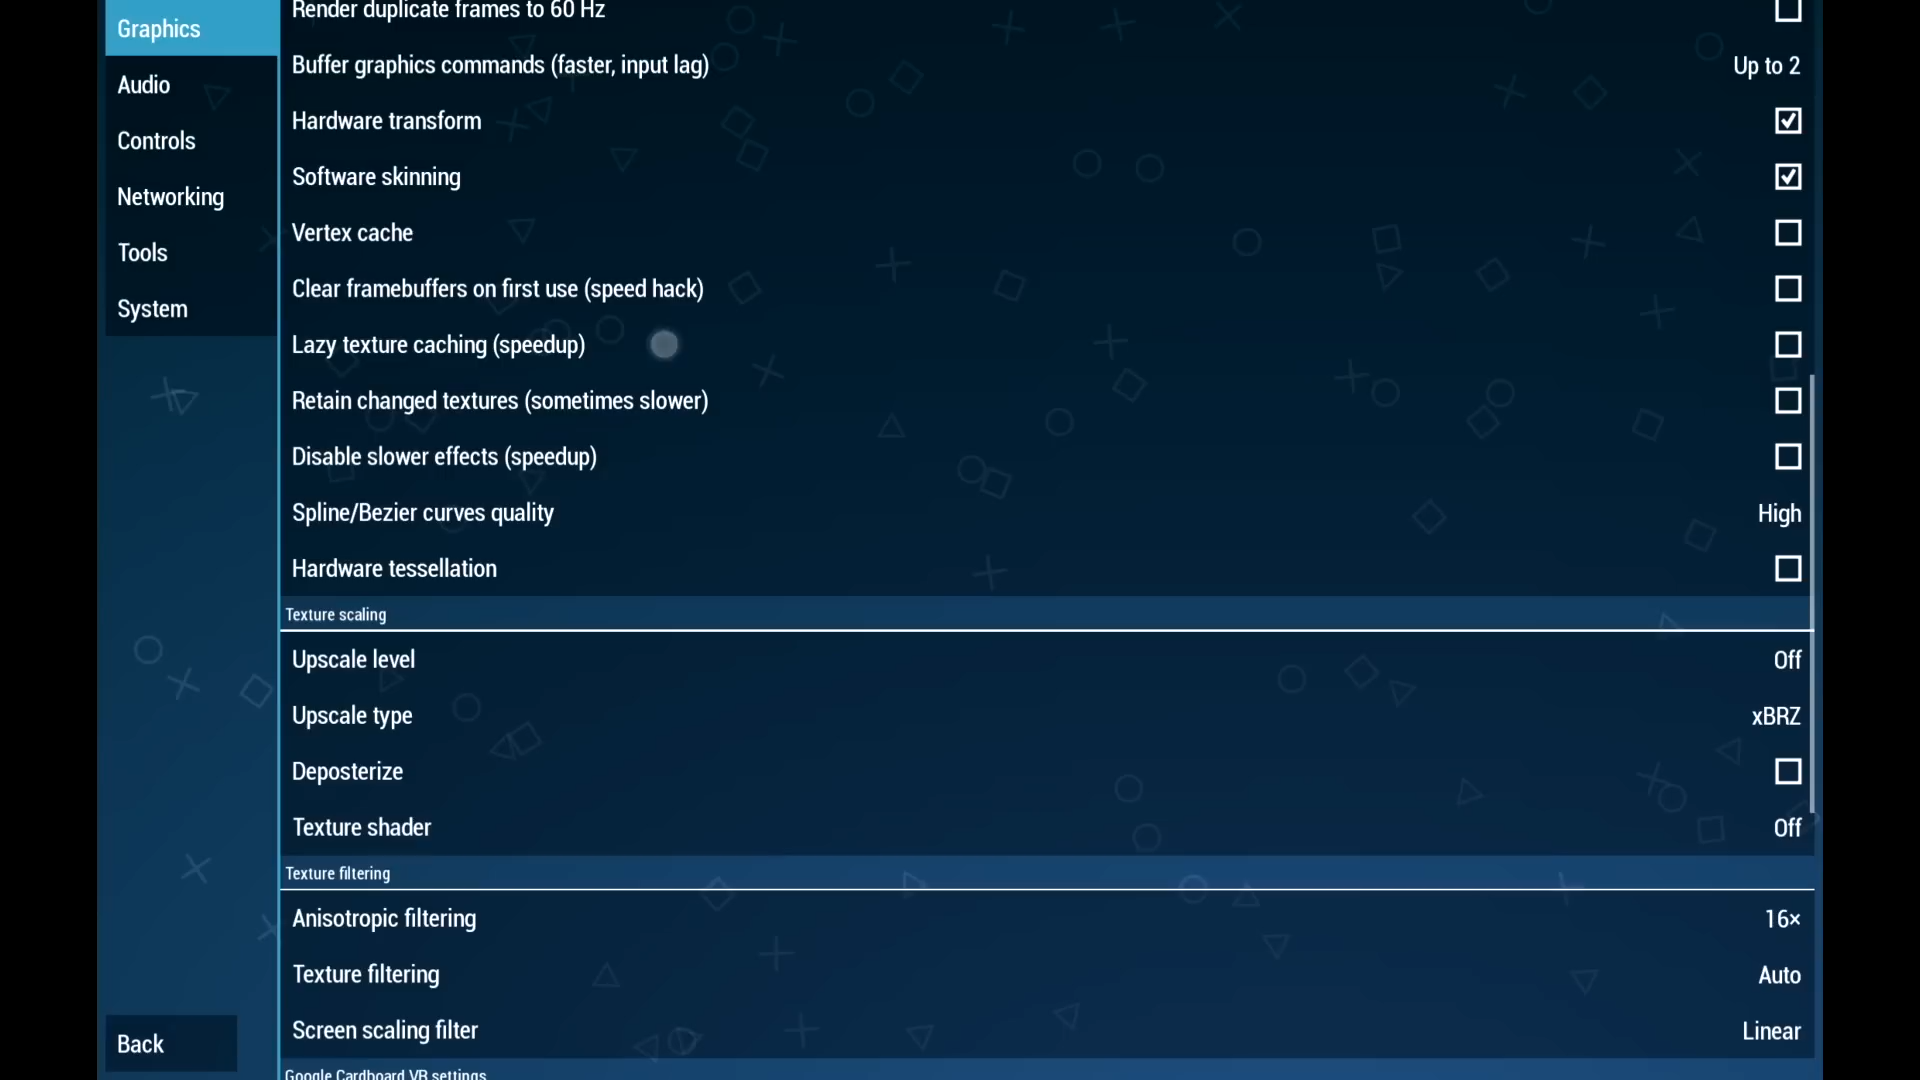 Graphics
Audio
Controls
Networking
Tools
System
Back
Render duplicate frames to 60 Hz
Buffer graphics commands (faster, input lag) Up to 2
Hardware transform
Software skinning
Vertex cache
Clear framebuffers on first use (speed hack)
Lazy texture caching (speedup)
Retain changed textures (sometimes slower)
Disable slower effects (speedup)
Spline/Bezier curves quality High
Hardware tessellation
Texture scaling
Upscale level Off
Upscale type xBRZ
Deposterize
Texture shader Off
Texture filtering
Anisotropic filtering 16×
Texture filtering Auto
Screen scaling filter Linear
Google Cardboard VR settings